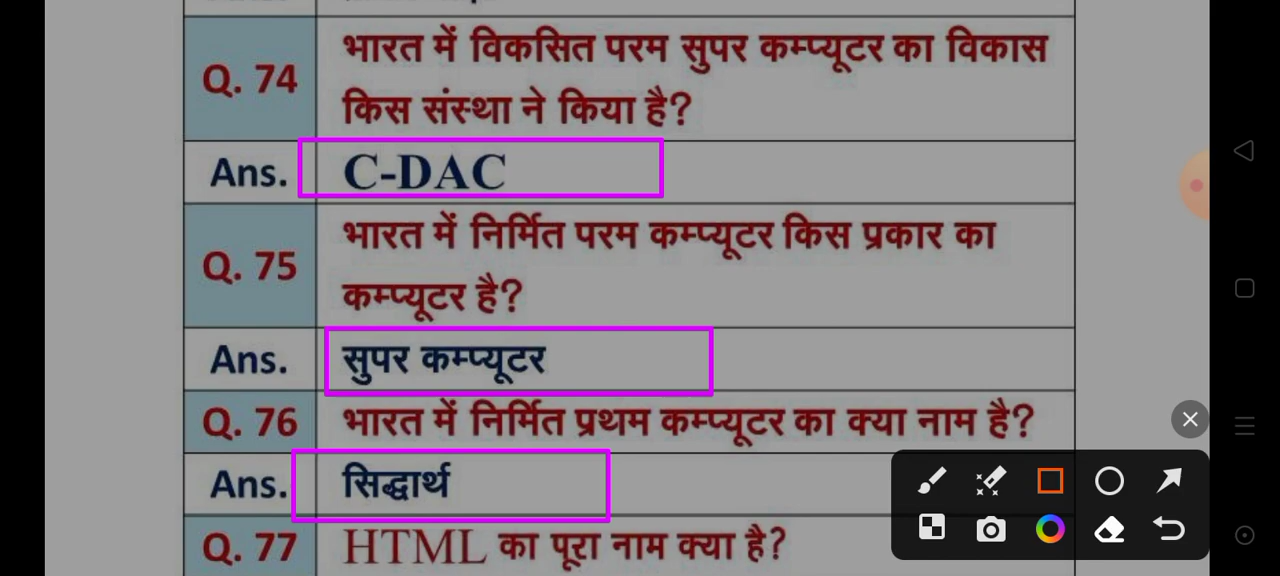 Q. 74 भारत में विकसित परम सुपर कम्प्यूटर का विकास
किस संस्था ने किया है?
Ans. C-DAC
Q. 75 भारत में निर्मित परम कम्प्यूटर किस प्रकार का
कम्प्यूटर है?
Ans. सुपर कम्प्यूटर
Q. 76 भारत में निर्मित प्रथम कम्प्यूटर का क्या नाम है?
Ans. सिद्धार्थ
Q. 77 HTML का पूरा नाम क्या है?